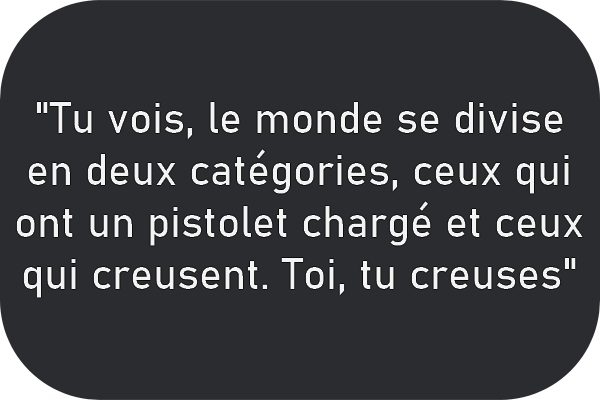 "Tu vois, le monde se divise
en deux catégories, ceux qui
ont un pistolet chargé et ceux
qui creusent. Toi, tu creuses"